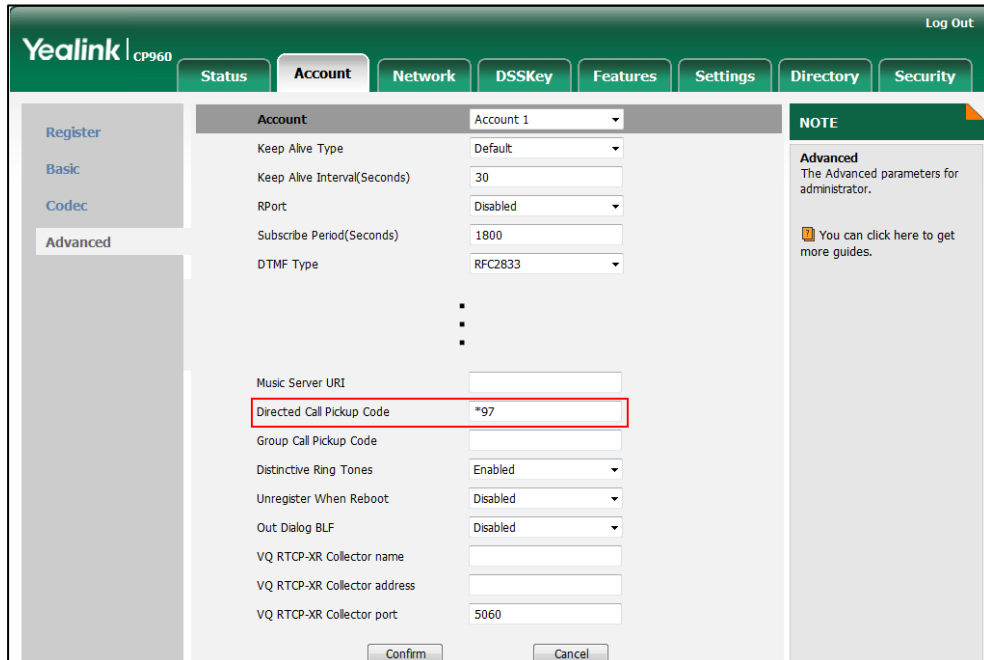 Log Out
Yealink | CP960
Status Account Network DSSKey Features Settings Directory Security
Register
Basic
Codec
Advanced
Account Account 1
Keep Alive Type Default
Keep Alive Interval(Seconds) 30
RPort Disabled
Subscribe Period(Seconds) 1800
DTMF Type RFC2833
Music Server URI
Directed Call Pickup Code *97
Group Call Pickup Code
Distinctive Ring Tones Enabled
Unregister When Reboot Disabled
Out Dialog BLF Disabled
VQ RTCP-XR Collector name
VQ RTCP-XR Collector address
VQ RTCP-XR Collector port 5060
Confirm Cancel
NOTE
Advanced
The Advanced parameters for
administrator.
? You can click here to get
more guides.